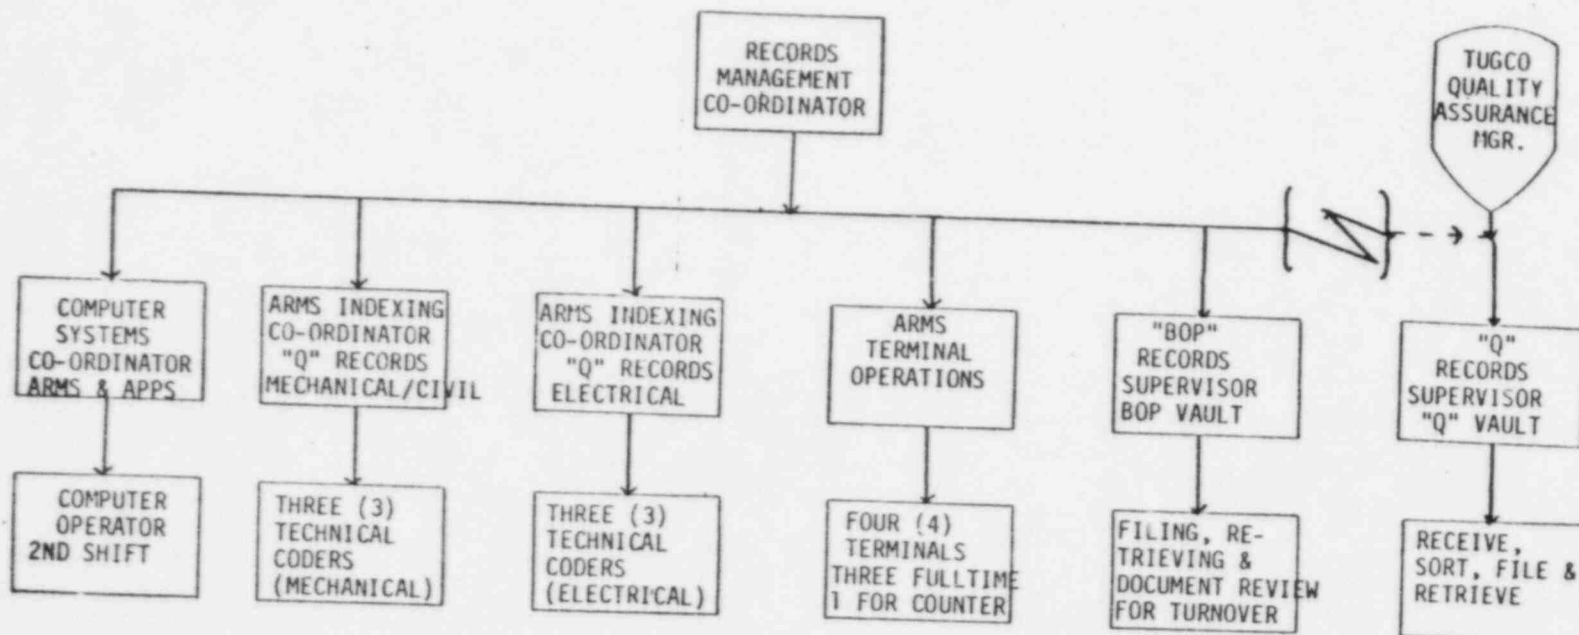 RECORDS
MANAGEMENT
CO-ORDINATOR
TUGCO
QUALITY
ASSURANCE
MGR.
COMPUTER
SYSTEMS
CO-ORDINATOR
ARMS & APPS
ARMS INDEXING
CO-ORDINATOR
"Q" RECORDS
MECHANICAL/CIVIL
ARMS INDEXING
CO-ORDINATOR
"Q" RECORDS
ELECTRICAL
ARMS
TERMINAL
OPERATIONS
"BOP"
RECORDS
SUPERVISOR
BOP VAULT
"Q"
RECORDS
SUPERVISOR
"Q" VAULT
COMPUTER
OPERATOR
2ND SHIFT
THREE (3)
TECHNICAL
CODERS
(MECHANICAL)
THREE (3)
TECHNICAL
CODERS
(ELECTRICAL)
FOUR (4)
TERMINALS
THREE FULLTIME
1 FOR COUNTER
FILING, RE-
TRIEVING &
DOCUMENT REVIEW
FOR TURNOVER
RECEIVE,
SORT, FILE &
RETRIEVE